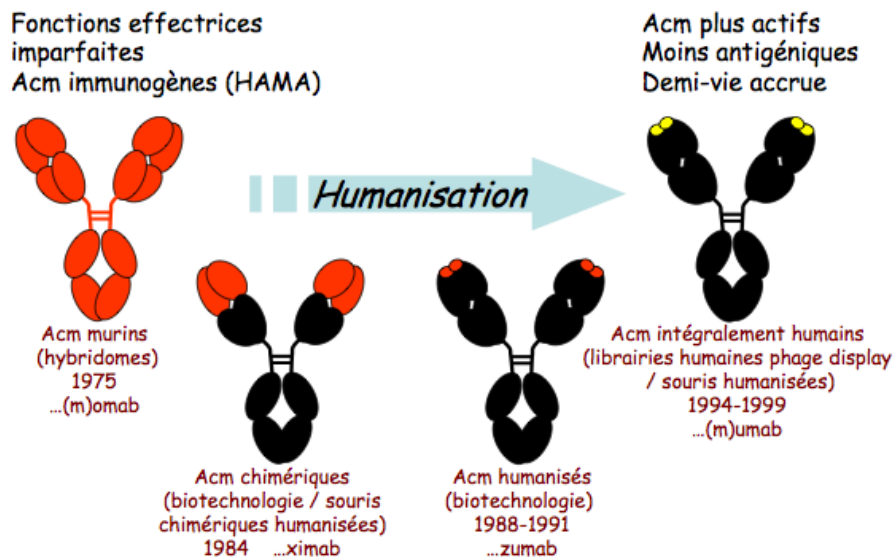 Fonctions effectrices
imparfaites
Acm immunogènes (HAMA)
Acm plus actifs
Moins antigéniques
Demi-vie accrue
Humanisation
Acm murins
(hybridomes)
1975
...(m)omab
Acm chimériques
(biotechnologie / souris
chimériques humanisées)
1984 ...ximab
Acm humanisés
(biotechnologie)
1988-1991
...zumab
Acm intégralement humains
(librairies humaines phage display
/ souris humanisées)
1994-1999
...(m)umab